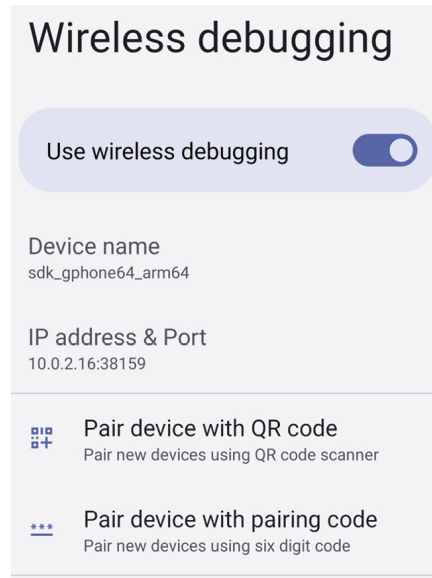 Wireless debugging
Use wireless debugging
Device name
sdk_gphone64_arm64
IP address & Port
10.0.2.16:38159
Pair device with QR code
Pair new devices using QR code scanner
Pair device with pairing code
Pair new devices using six digit code